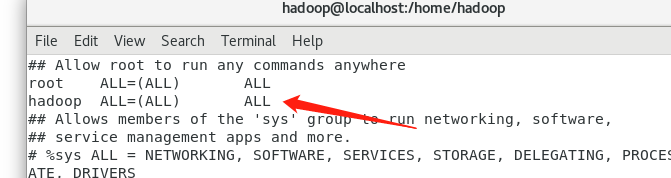 hadoop@localhost:/home/hadoop
File Edit View Search Terminal Help
## Allow root to run any commands anywhere
root    ALL=(ALL)       ALL
hadoop  ALL=(ALL)       ALL
## Allows members of the 'sys' group to run networking, software,
## service management apps and more.
# %sys ALL = NETWORKING, SOFTWARE, SERVICES, STORAGE, DELEGATING, PROCES
ATE, DRIVERS